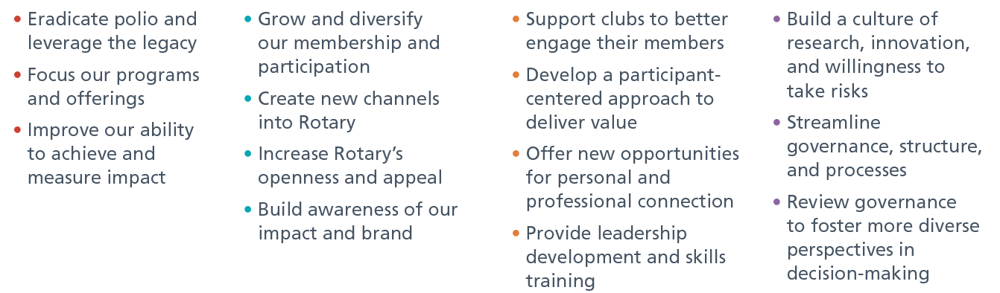 • Eradicate polio and
leverage the legacy
• Focus our programs
and offerings
• Improve our ability
to achieve and
measure impact
• Grow and diversify
our membership and
participation
• Create new channels
into Rotary
• Increase Rotary’s
openness and appeal
• Build awareness of our
impact and brand
• Support clubs to better
engage their members
• Develop a participant-
centered approach to
deliver value
• Offer new opportunities
for personal and
professional connection
• Provide leadership
development and skills
training
• Build a culture of
research, innovation,
and willingness to
take risks
• Streamline
governance, structure,
and processes
• Review governance
to foster more diverse
perspectives in
decision-making